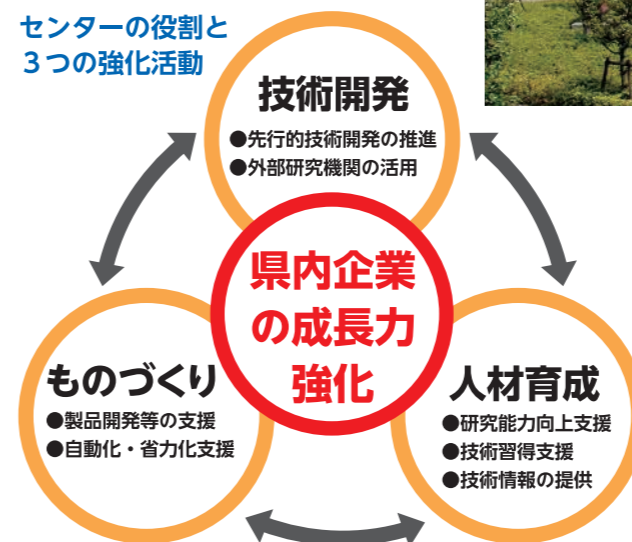 センターの役割と
３つの強化活動
技術開発
●先行的技術開発の推進
●外部研究機関の活用
県内企業
の成長力
強化
ものづくり
●製品開発等の支援
●自動化・省力化支援
人材育成
●研究能力向上支援
●技術習得支援
●技術情報の提供